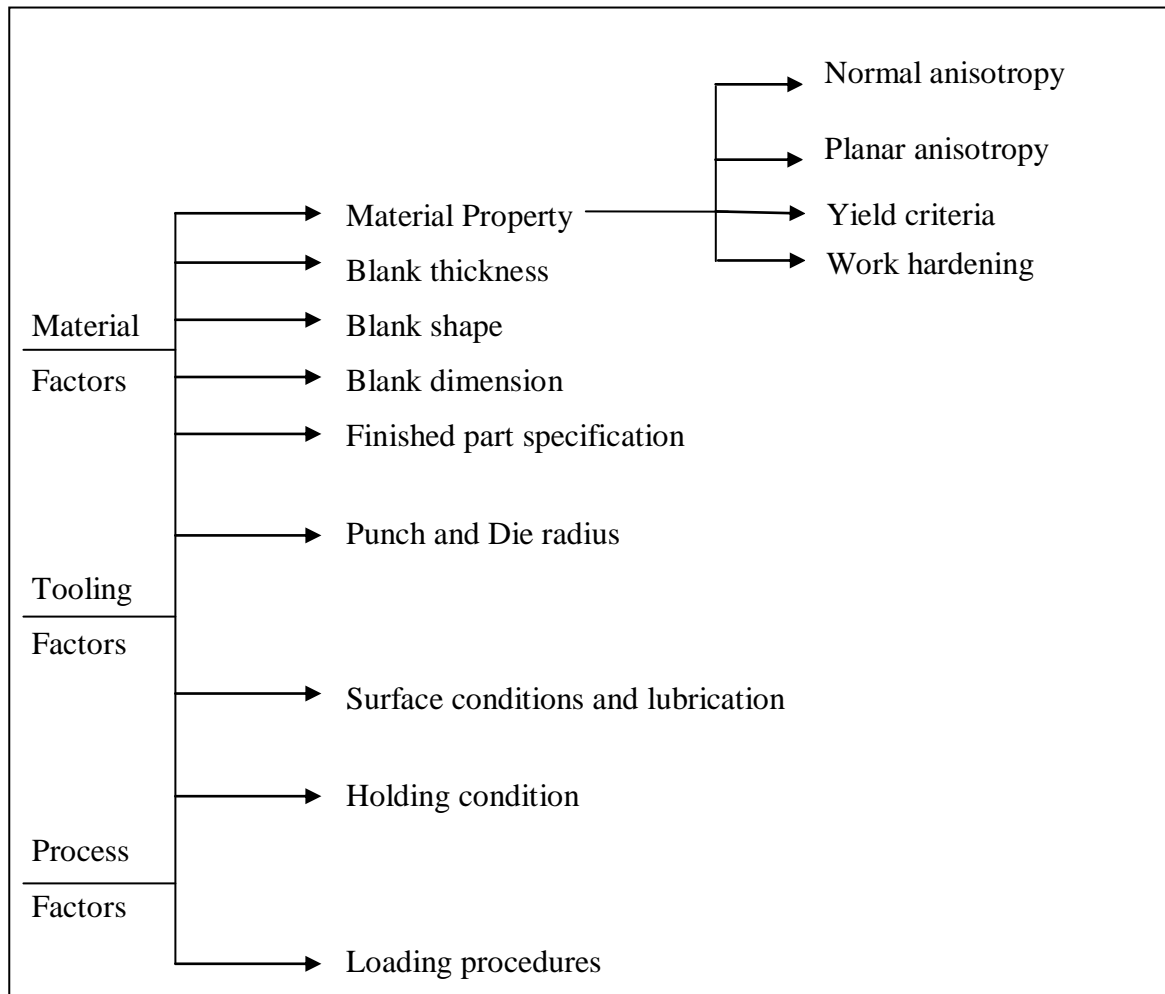 Normal anisotropy
Planar anisotropy
Material Property
Yield criteria
Blank thickness
Work hardening
Material
Factors
Blank shape
Blank dimension
Finished part specification
Punch and Die radius
Tooling
Factors
Surface conditions and lubrication
Holding condition
Process
Factors
Loading procedures